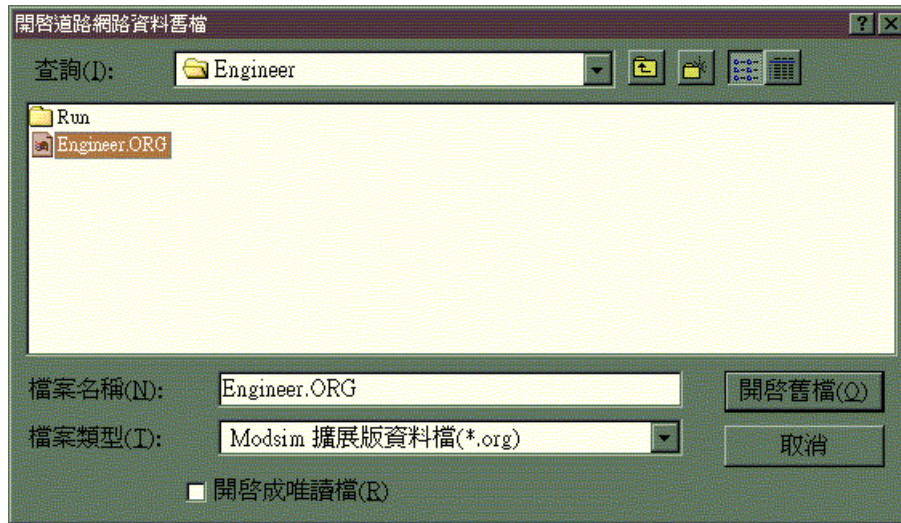 開啓道路網路資料舊檔
查詢(I): Engineer
Run
Engineer.ORG
檔案名稱(N): Engineer.ORG 開啓舊檔(O)
檔案類型(T): Modsim 擴展版資料檔(*.org) 取消
開啓成唯讀檔(R)